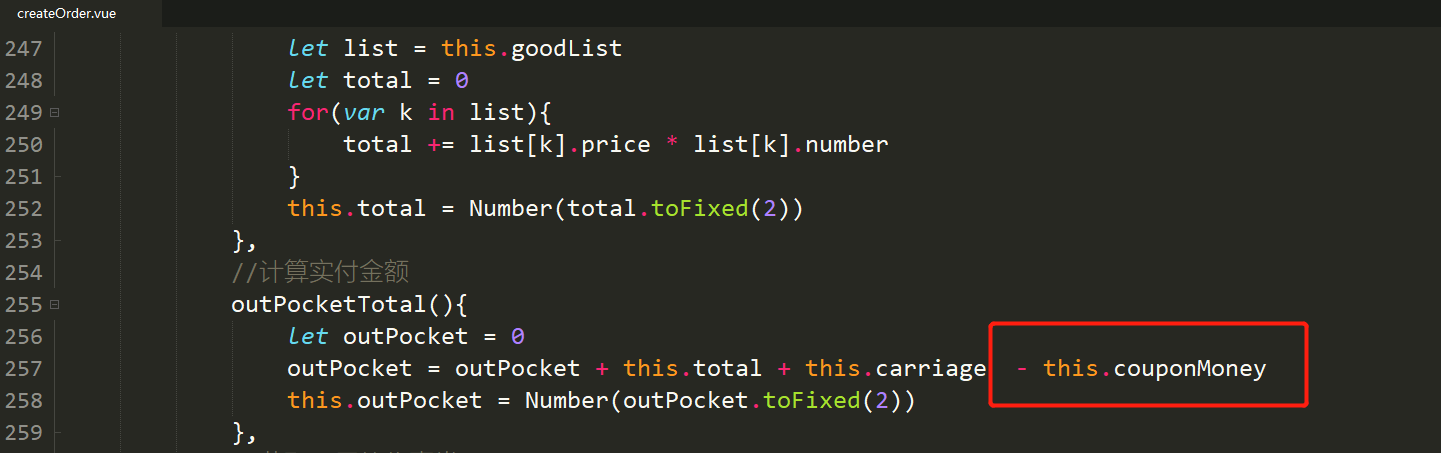 createOrder.vue
247 let list = this.goodList
248 let total = 0
249 for(var k in list){
250 total += list[k].price * list[k].number
251 }
252 this.total = Number(total.toFixed(2))
253 },
254 //计算实付金额
255 outPocketTotal(){
256 let outPocket = 0
257 outPocket = outPocket + this.total + this.carriage - this.couponMoney
258 this.outPocket = Number(outPocket.toFixed(2))
259 },